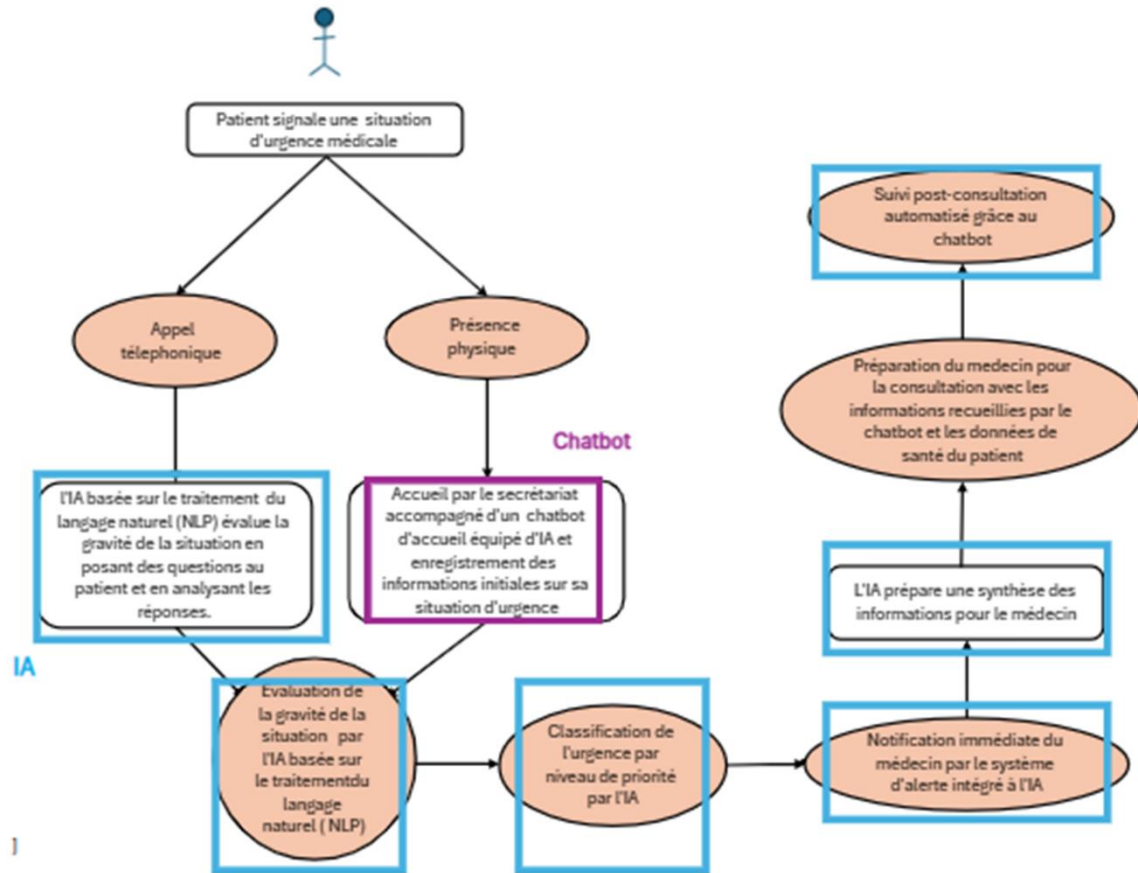 Patient signale une situation
d'urgence médicale
Appel
télephonique
Présence
physique
Chatbot
l'IA basée sur le traitement du
langage naturel (NLP) évalue la
gravité de la situation en
posant des questions au
patient et en analysant les
réponses.
Accueil par le secrétariat
accompagné d'un chatbot
d'accueil équipé d'IA et
enregistrement des
informations initiales sur sa
situation d'urgence
IA
Evaluation de
la gravité de la
situation par
l'IA basée sur
le traitementdu
langage
naturel ( NLP)
Classification de
l'urgence par
niveau de priorité
par l'IA
Notification immédiate du
médecin par le système
d'alerte intégré à l'IA
L'IA prépare une synthèse des
informations pour le médecin
Préparation du medecin pour
la consultation avec les
informations recueillies par le
chatbot et les données de
santé du patient
Suivi post-consultation
automatisé grâce au
chatbot